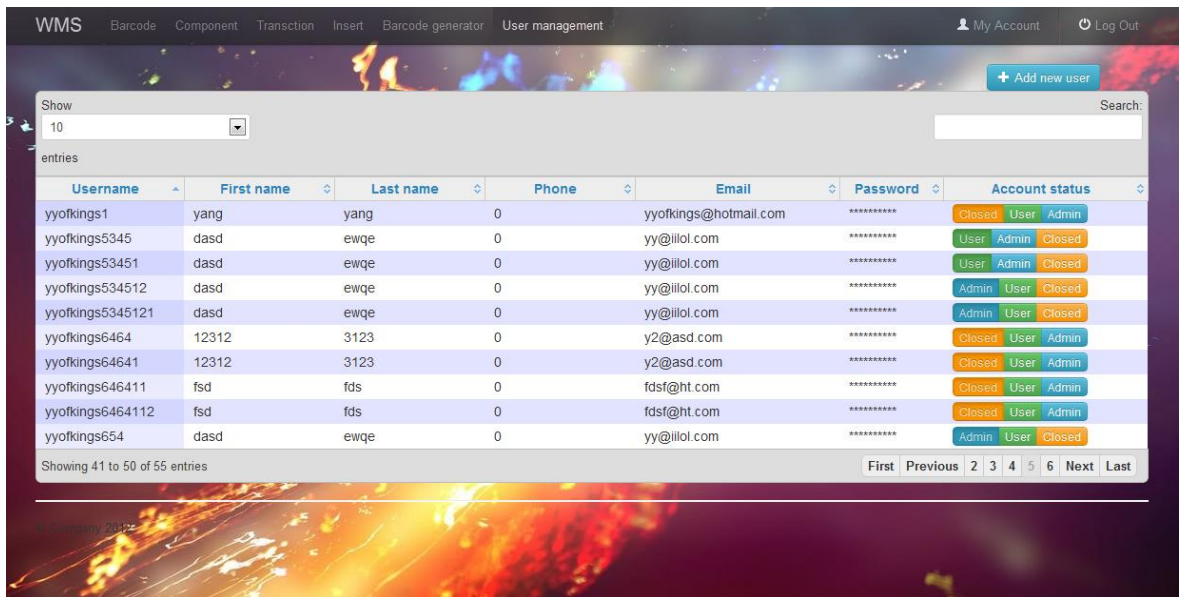 WMS Barcode Component Transction Insert Barcode generator User management My Account Log Out
+ Add new user
Show Search:
10
entries
Username First name Last name Phone Email Password Account status
yyofkings1 yang yang 0 yyofkings@hotmail.com ********** Closed User Admin
yyofkings5345 dasd ewqe 0 yy@iilol.com ********** User Admin Closed
yyofkings53451 dasd ewqe 0 yy@iilol.com ********** User Admin Closed
yyofkings534512 dasd ewqe 0 yy@iilol.com ********** Admin User Closed
yyofkings5345121 dasd ewqe 0 yy@iilol.com ********** Admin User Closed
yyofkings6464 12312 3123 0 y2@asd.com ********** Closed User Admin
yyofkings64641 12312 3123 0 y2@asd.com ********** Closed User Admin
yyofkings646411 fsd fds 0 fdsf@ht.com ********** Closed User Admin
yyofkings6464112 fsd fds 0 fdsf@ht.com ********** Closed User Admin
yyofkings654 dasd ewqe 0 yy@iilol.com ********** Admin User Closed
Showing 41 to 50 of 55 entries First Previous 2 3 4 5 6 Next Last
© Company 2012